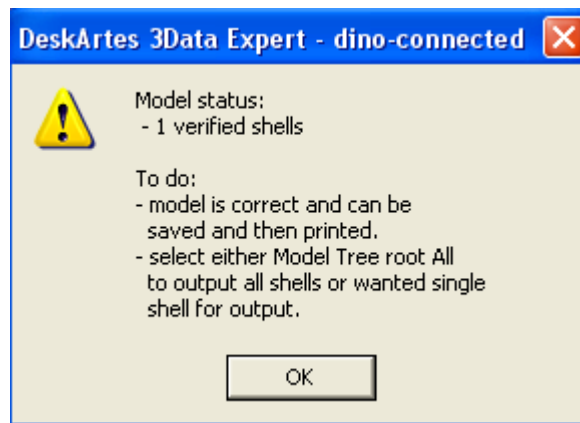 DeskArtes 3Data Expert - dino-connected
Model status:
- 1 verified shells
To do:
- model is correct and can be
saved and then printed.
- select either Model Tree root All
to output all shells or wanted single
shell for output.
OK